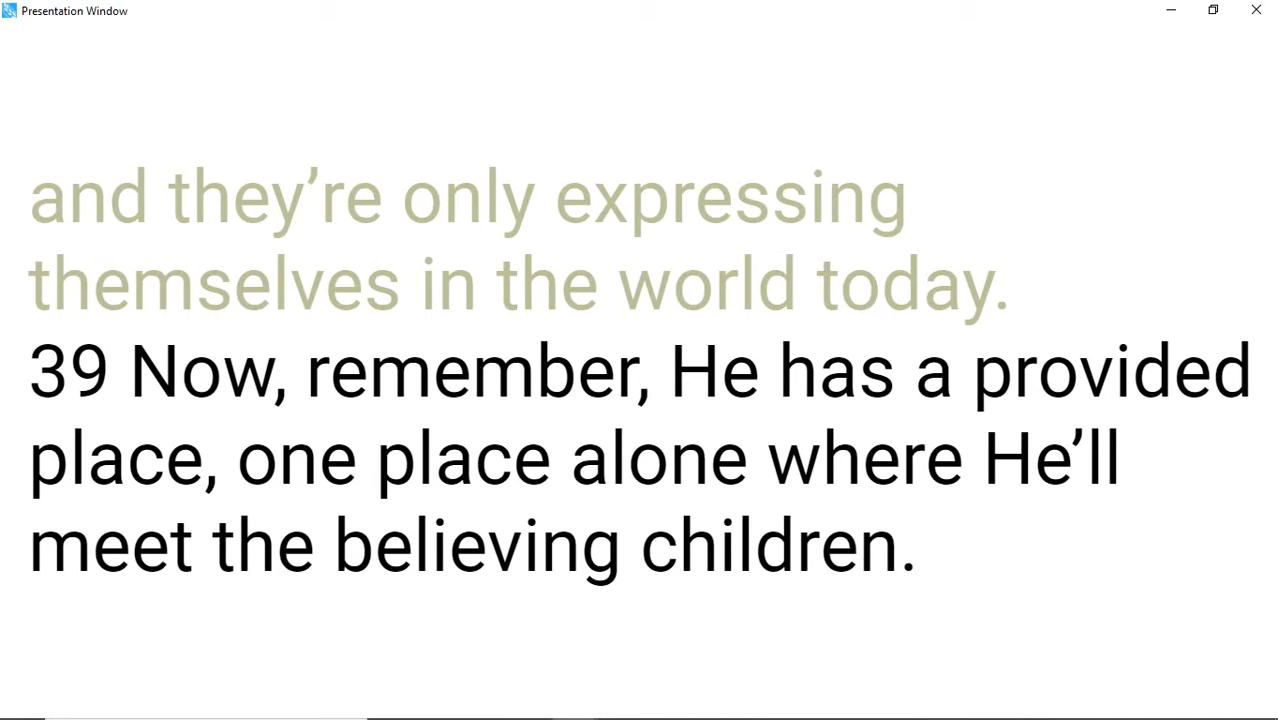 Presentation Window
and they’re only expressing
themselves in the world today.
39 Now, remember, He has a provided
place, one place alone where He’ll
meet the believing children.